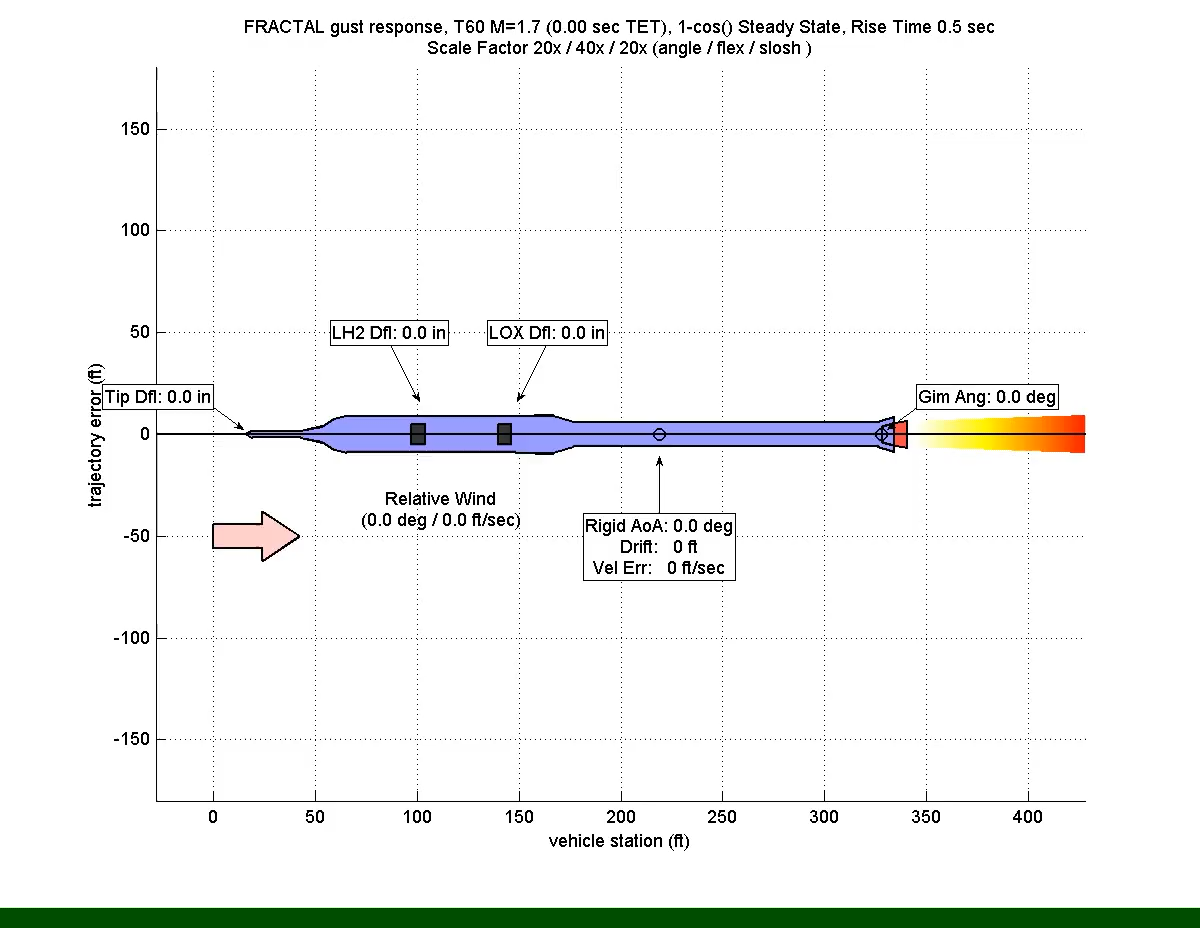 FRACTAL gust response, T60 M=1.7 (0.00 sec TET), 1-cos() Steady State, Rise Time 0.5 sec
Scale Factor 20x / 40x / 20x (angle / flex / slosh )
trajectory error (ft)
150
100
50
0
-50
-100
-150
LH2 Dfl: 0.0 in
LOX Dfl: 0.0 in
Tip Dfl: 0.0 in
Gim Ang: 0.0 deg
Relative Wind
(0.0 deg / 0.0 ft/sec)
Rigid AoA: 0.0 deg
Drift: 0 ft
Vel Err: 0 ft/sec
0 50 100 150 200 250 300 350 400
vehicle station (ft)